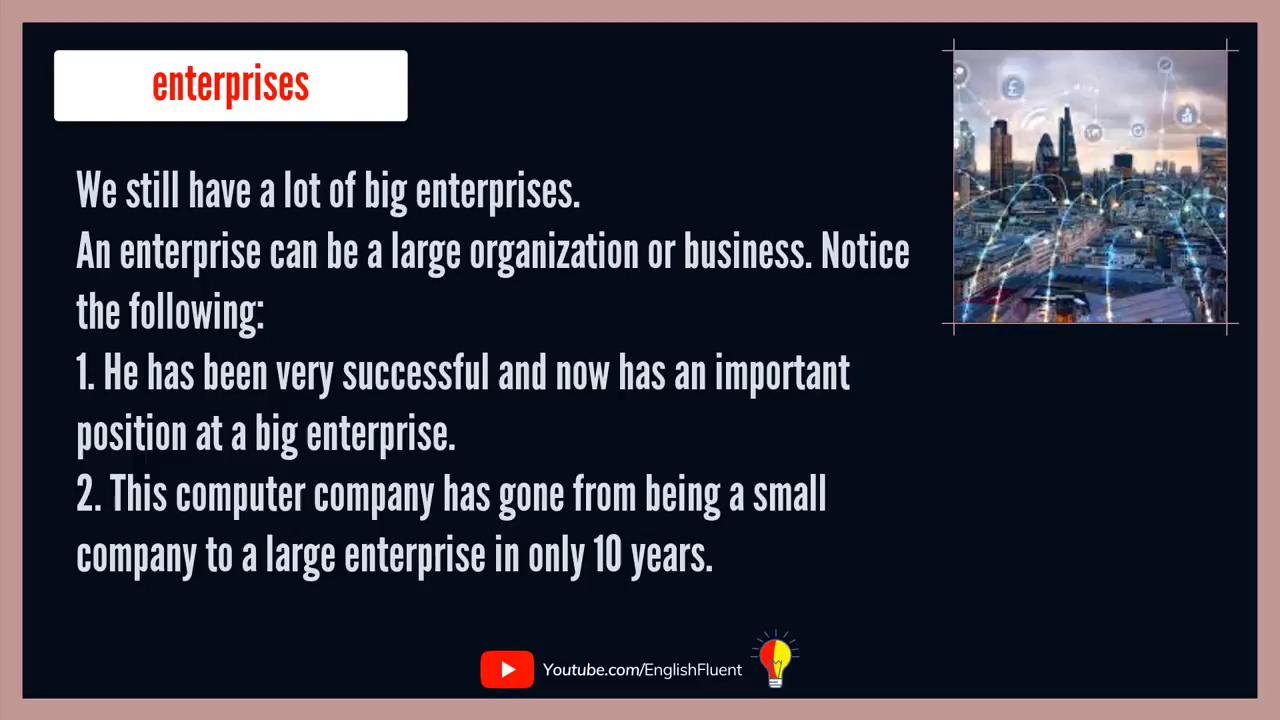 enterprises
We still have a lot of big enterprises.
An enterprise can be a large organization or business. Notice
the following:
1. He has been very successful and now has an important
position at a big enterprise.
2. This computer company has gone from being a small
company to a large enterprise in only 10 years.
Youtube.com/EnglishFluent